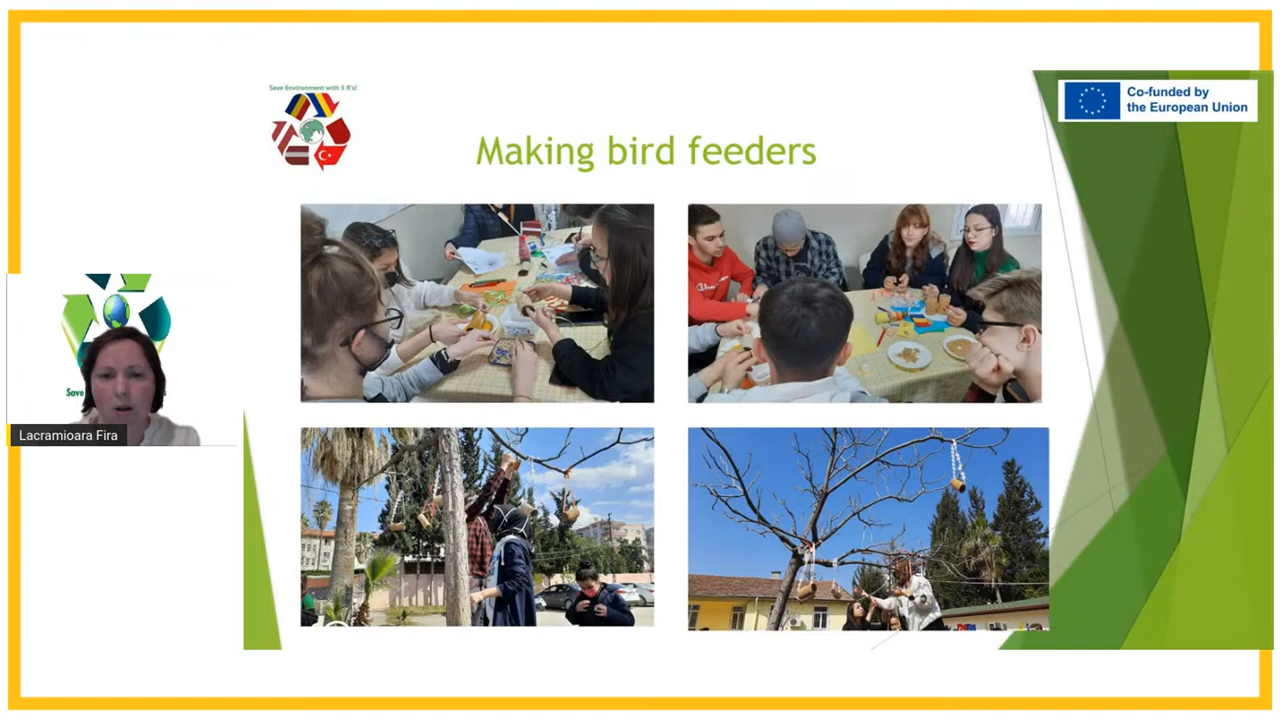 Save Environment with 3 R's!
Co-funded by
the European Union
Making bird feeders
Save
Lacramioara Fira